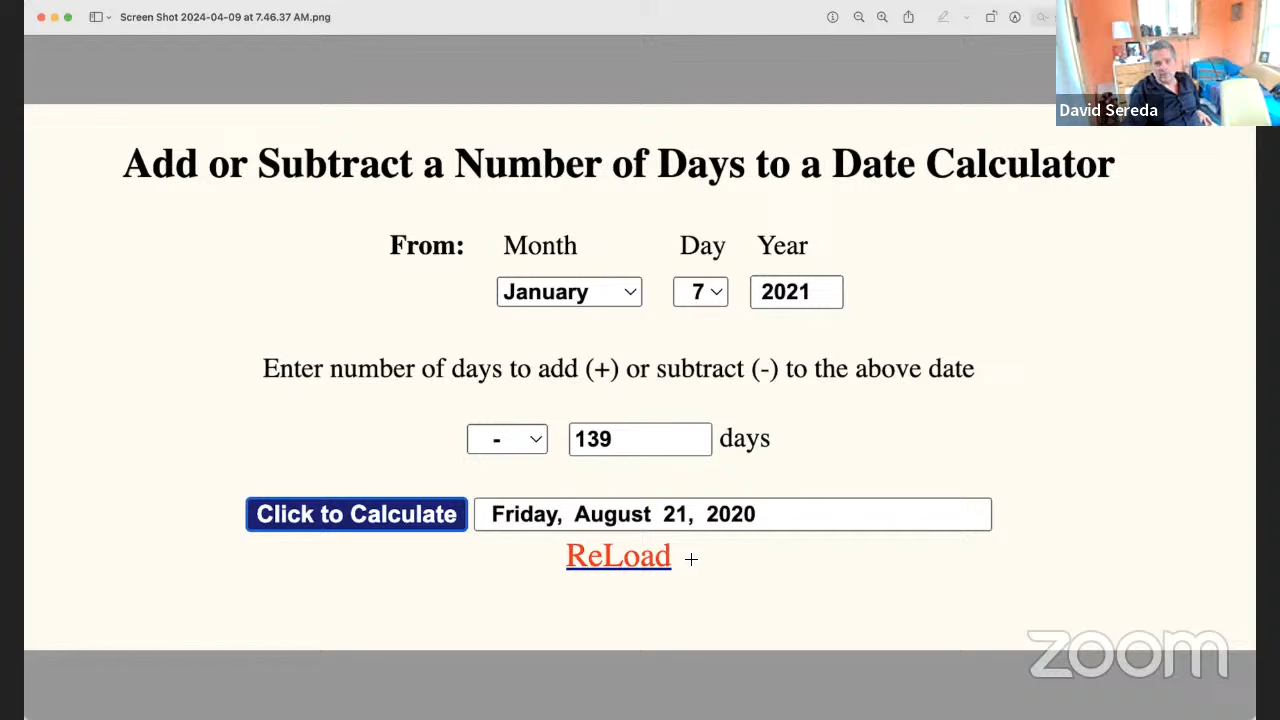 Screen Shot 2024-04-09 at 7.46.37 AM.png
David Sereda
Add or Subtract a Number of Days to a Date Calculator
From: Month Day Year
January 7 2021
Enter number of days to add (+) or subtract (-) to the above date
- 139 days
Click to Calculate Friday, August 21, 2020
ReLoad
zoom